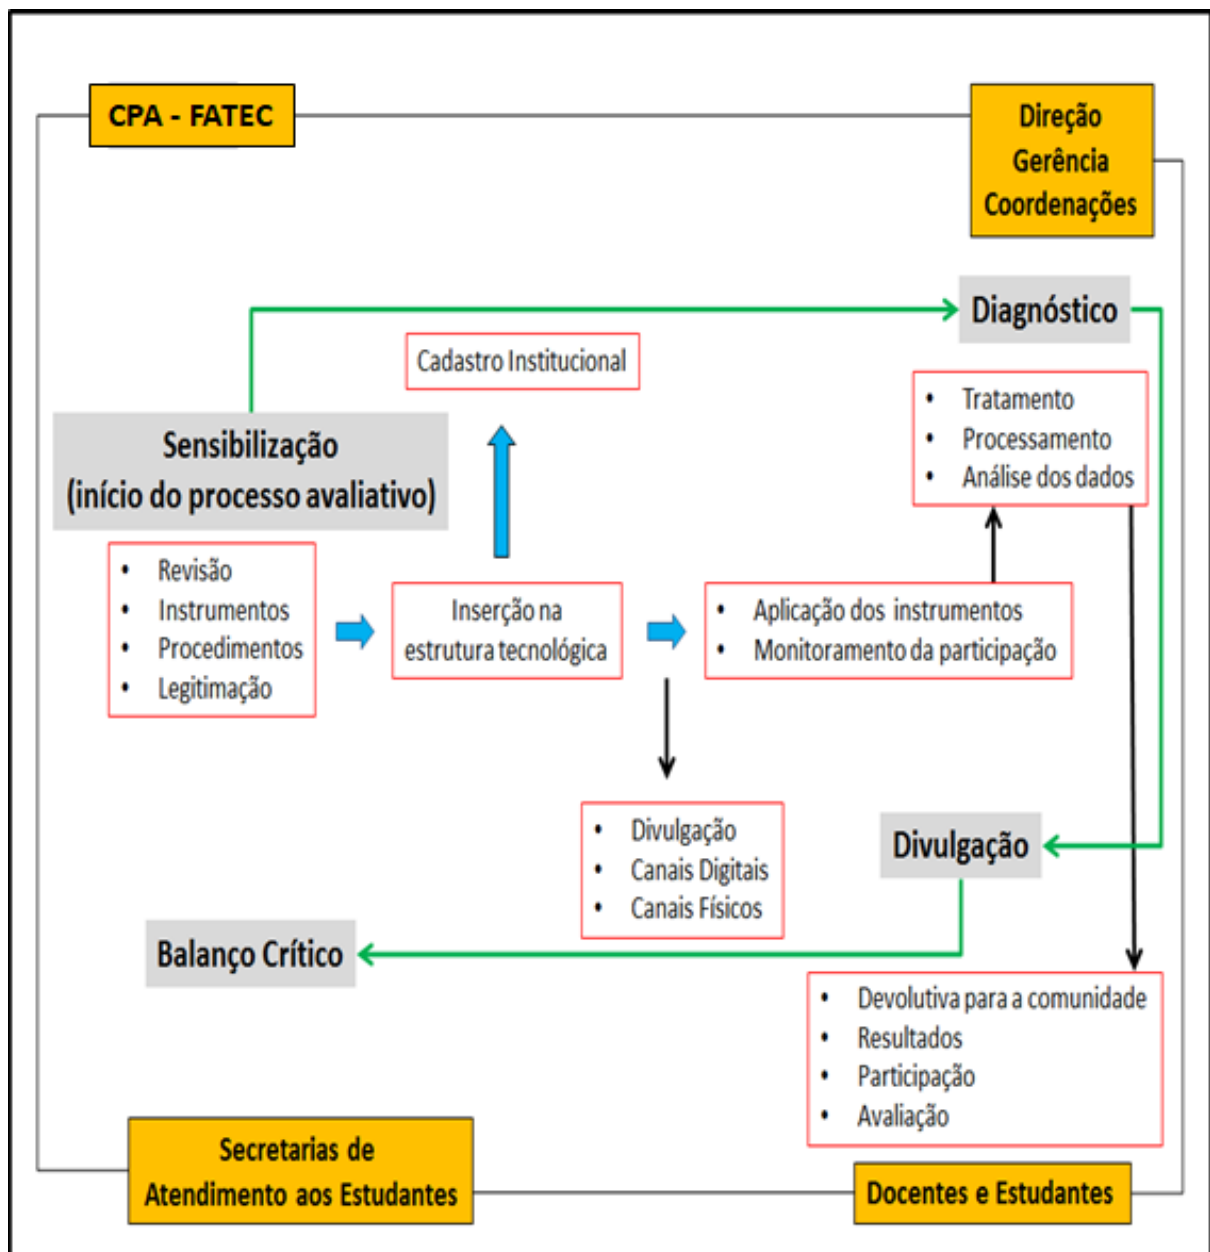 CPA - FATEC
Direção
Gerência
Coordenações
Diagnóstico
Cadastro Institucional
• Tratamento
• Processamento
• Análise dos dados
Sensibilização
(início do processo avaliativo)
• Revisão
• Instrumentos
• Procedimentos
• Legitimação
Inserção na
estrutura tecnológica
• Aplicação dos instrumentos
• Monitoramento da participação
• Divulgação
• Canais Digitais
• Canais Físicos
Divulgação
Balanço Crítico
• Devolutiva para a comunidade
• Resultados
• Participação
• Avaliação
Secretarias de
Atendimento aos Estudantes
Docentes e Estudantes